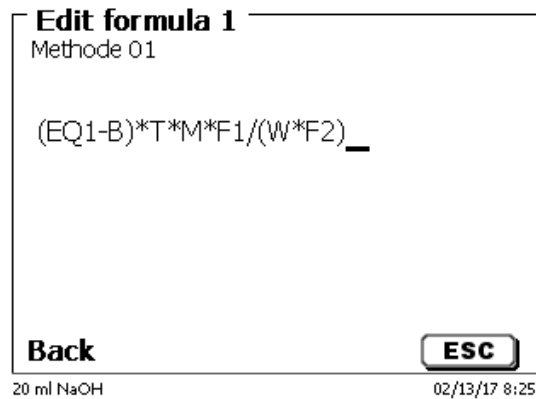 Edit formula 1
Methode 01
(EQ1-B)*T*M*F1/(W*F2)_
Back
ESC
20 ml NaOH
02/13/17 8:25